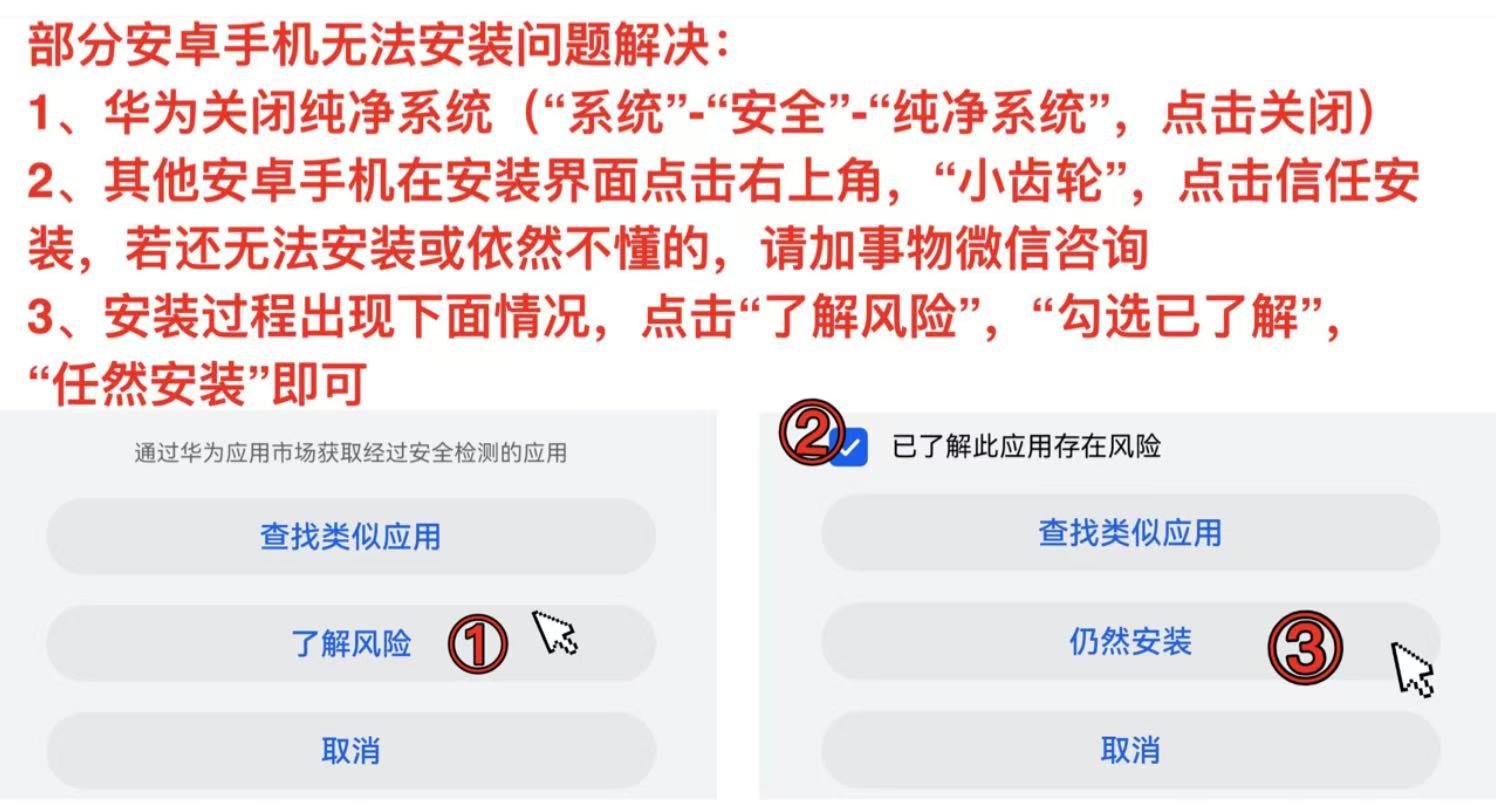 部分安卓手机无法安装问题解决：
1、华为关闭纯净系统（“系统”-“安全”-“纯净系统”，点击关闭）
2、其他安卓手机在安装界面点击右上角，“小齿轮”，点击信任安
装，若还无法安装或依然不懂的，请加事物微信咨询
3、安装过程出现下面情况，点击“了解风险”，“勾选已了解”，
“任然安装”即可
通过华为应用市场获取经过安全检测的应用
查找类似应用
了解风险 ①
取消
② 已了解此应用存在风险
查找类似应用
仍然安装 ③
取消